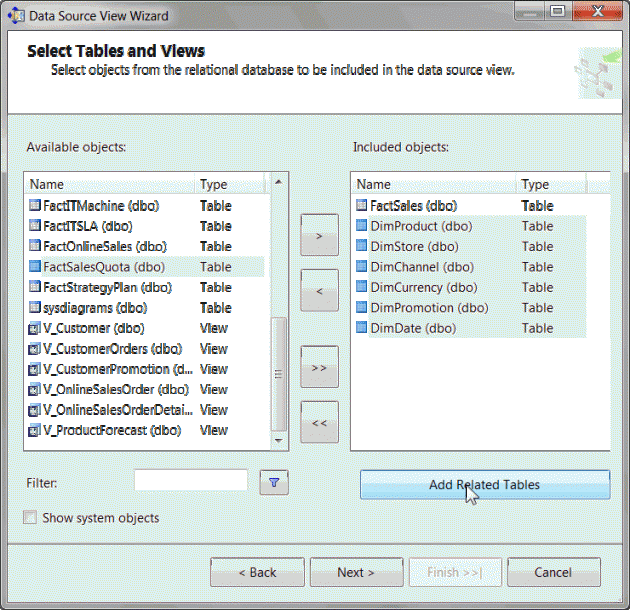 Data Source View Wizard
Select Tables and Views
Select objects from the relational database to be included in the data source view.
Available objects:
Name Type
FactITMachine (dbo) Table
FactITSLA (dbo) Table
FactOnlineSales (dbo) Table
FactSalesQuota (dbo) Table
FactStrategyPlan (dbo) Table
sysdiagrams (dbo) Table
V_Customer (dbo) View
V_CustomerOrders (dbo) View
V_CustomerPromotion (d... View
V_OnlineSalesOrder (dbo) View
V_OnlineSalesOrderDetai... View
V_ProductForecast (dbo) View
>
<
>>
<<
Included objects:
Name Type
FactSales (dbo) Table
DimProduct (dbo) Table
DimStore (dbo) Table
DimChannel (dbo) Table
DimCurrency (dbo) Table
DimPromotion (dbo) Table
DimDate (dbo) Table
Filter:
Add Related Tables
Show system objects
< Back
Next >
Finish >>|
Cancel